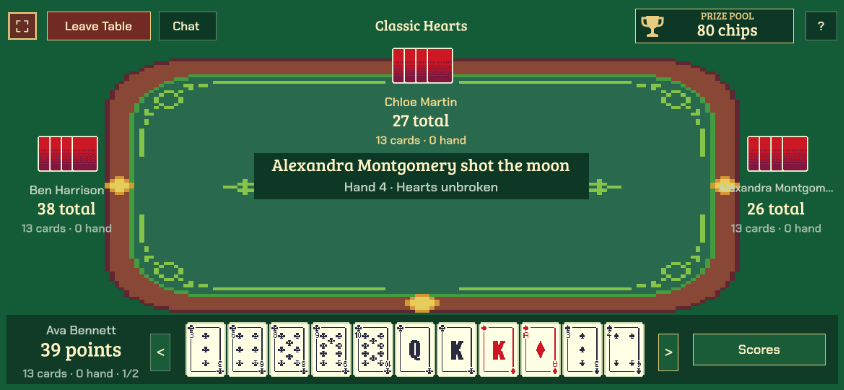 Leave Table
Chat
Classic Hearts
PRIZE POOL
80 chips
?
Chloe Martin
27 total
13 cards · 0 hand
Alexandra Montgomery shot the moon
Hand 4 · Hearts unbroken
Ben Harrison
38 total
13 cards · 0 hand
Alexandra Montgom...
26 total
13 cards · 0 hand
Ava Bennett
39 points
13 cards · 0 hand · 1/2
<
Q
K
K
>
Scores